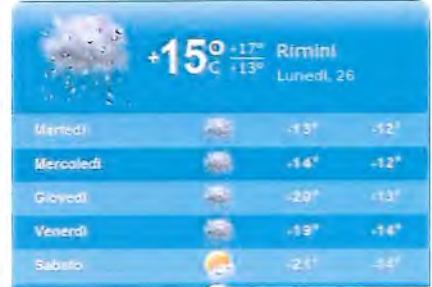 +15°C +17° +13° Rimini
Lunedì, 26
Martedì +13° +12°
Mercoledì +14° +12°
Giovedì +20° +13°
Venerdì +19° +14°
Sabato +21°